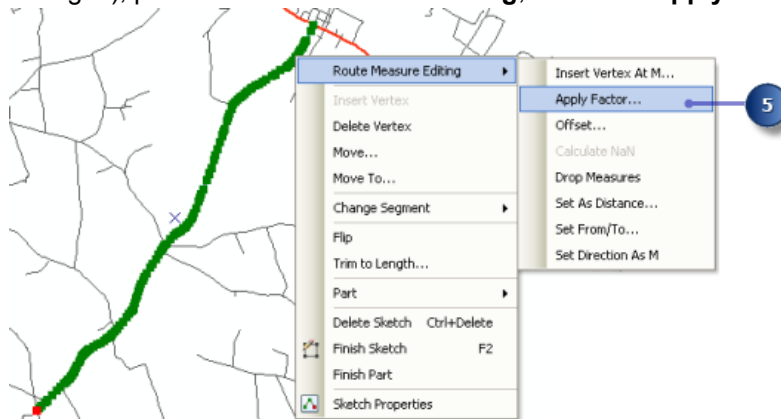 Route Measure Editing
Insert Vertex
Delete Vertex
Move...
Move To...
Change Segment
Flip
Trim to Length...
Part
Delete Sketch Ctrl+Delete
Finish Sketch F2
Finish Part
Sketch Properties
Insert Vertex At M...
Apply Factor...
Offset...
Calculate NaN
Drop Measures
Set As Distance...
Set From/To...
Set Direction As M
5